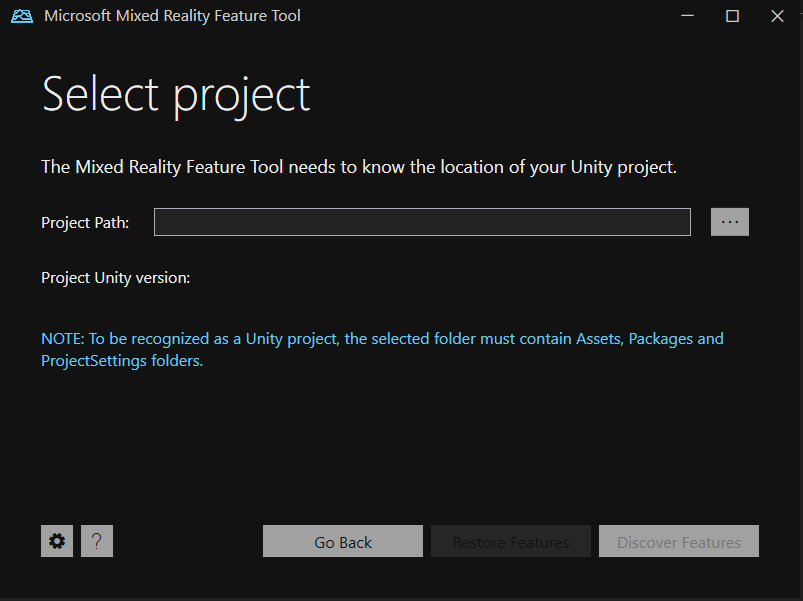 Microsoft Mixed Reality Feature Tool
Select project
The Mixed Reality Feature Tool needs to know the location of your Unity project.
Project Path:
...
Project Unity version:
NOTE: To be recognized as a Unity project, the selected folder must contain Assets, Packages and
ProjectSettings folders.
?
Go Back
Restore Features
Discover Features